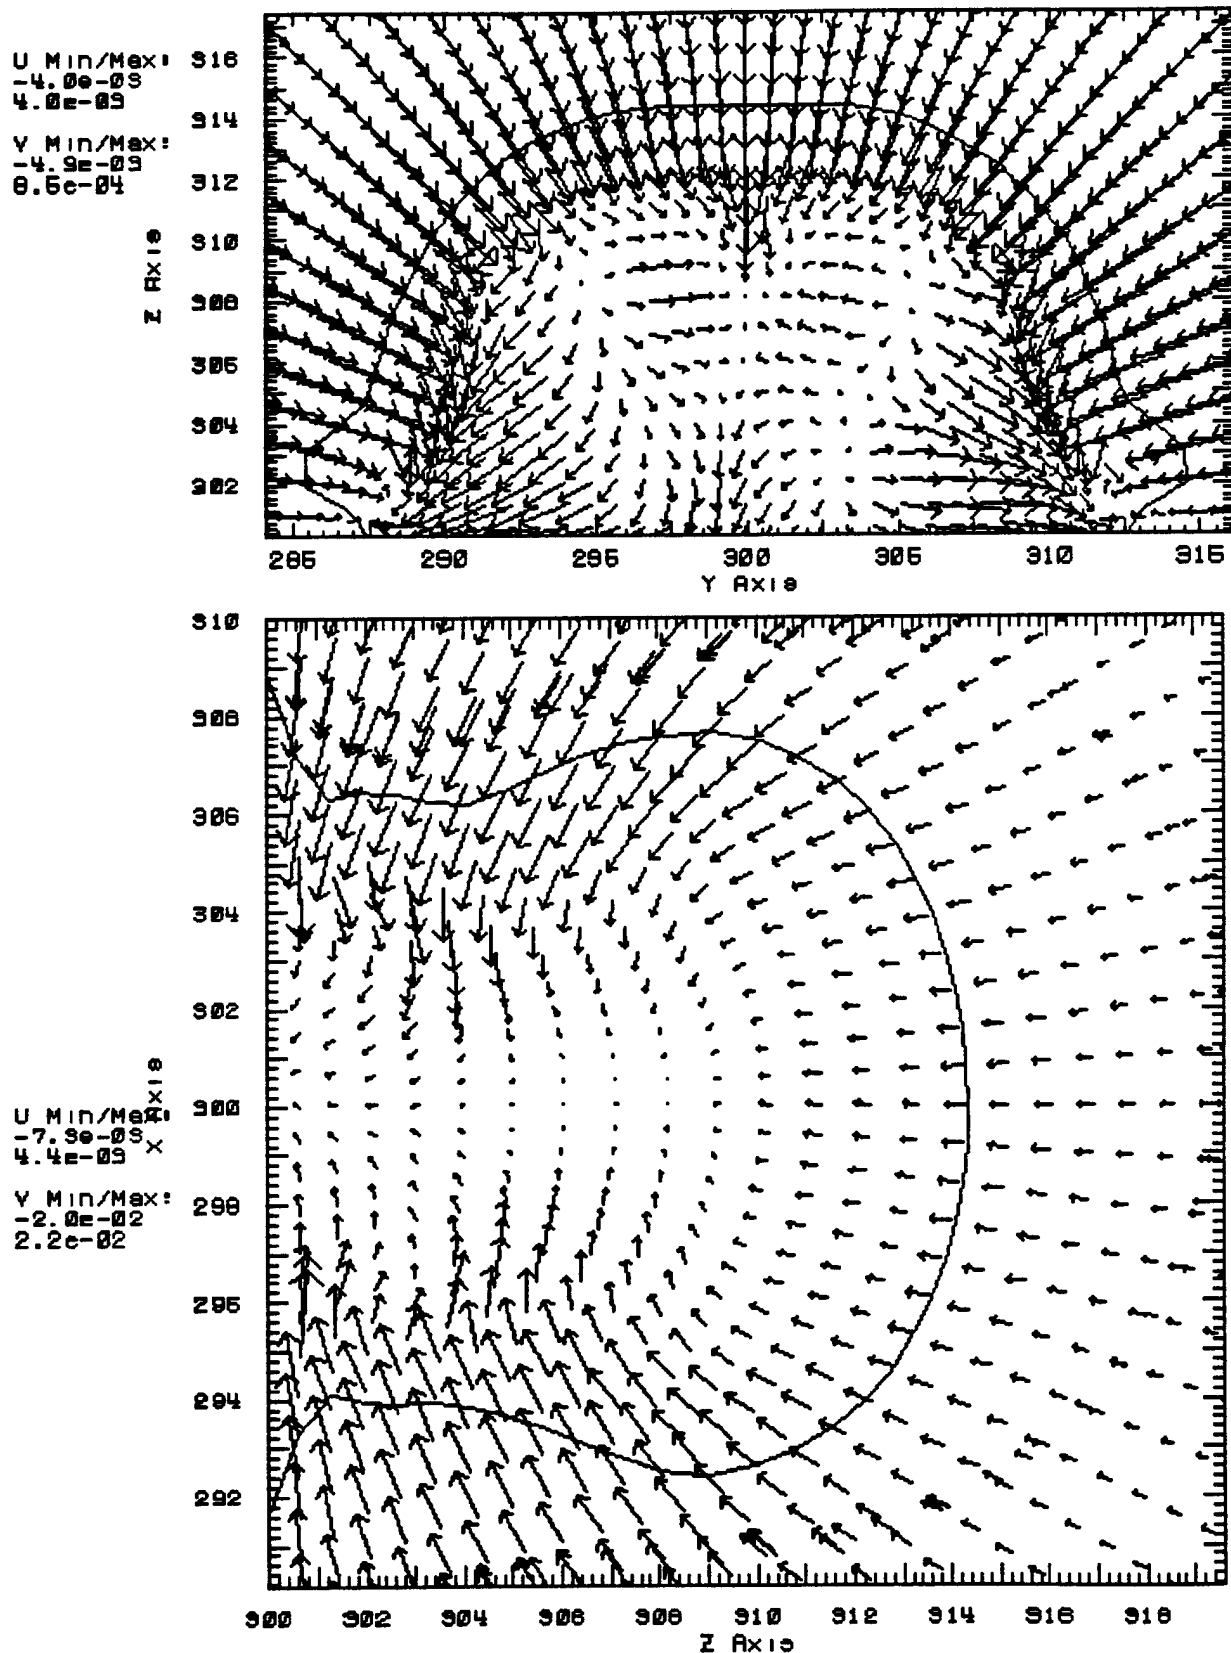 U Min/Max:
-4.0e-03
4.0e-03
V Min/Max:
-4.9e-03
8.5e-04
Z Axis
316
314
312
310
308
306
304
302
285 290 295 300 305 310 315
Y Axis
U Min/Max:
-7.3e-03
4.4e-03
V Min/Max:
-2.0e-02
2.2e-02
X Axis
310
308
306
304
302
300
298
296
294
292
300 302 304 306 308 310 312 314 316 318
Z Axis